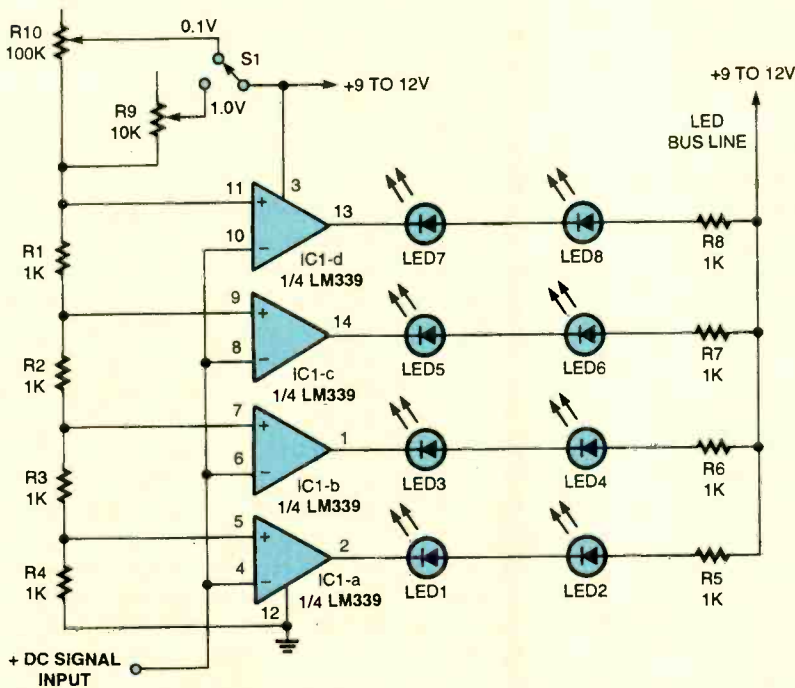 R10
100K
0.1V
S1
+9 TO 12V
R9
10K
1.0V
+9 TO 12V
LED
BUS LINE
11
+
3
13
10
−
IC1-d
1/4 LM339
LED7
LED8
R8
1K
R1
1K
9
+
14
8
−
IC1-c
1/4 LM339
LED5
LED6
R7
1K
R2
1K
7
+
1
6
−
IC1-b
1/4 LM339
LED3
LED4
R6
1K
R3
1K
5
+
2
4
−
IC1-a
1/4 LM339
12
LED1
LED2
R5
1K
R4
1K
+ DC SIGNAL
INPUT